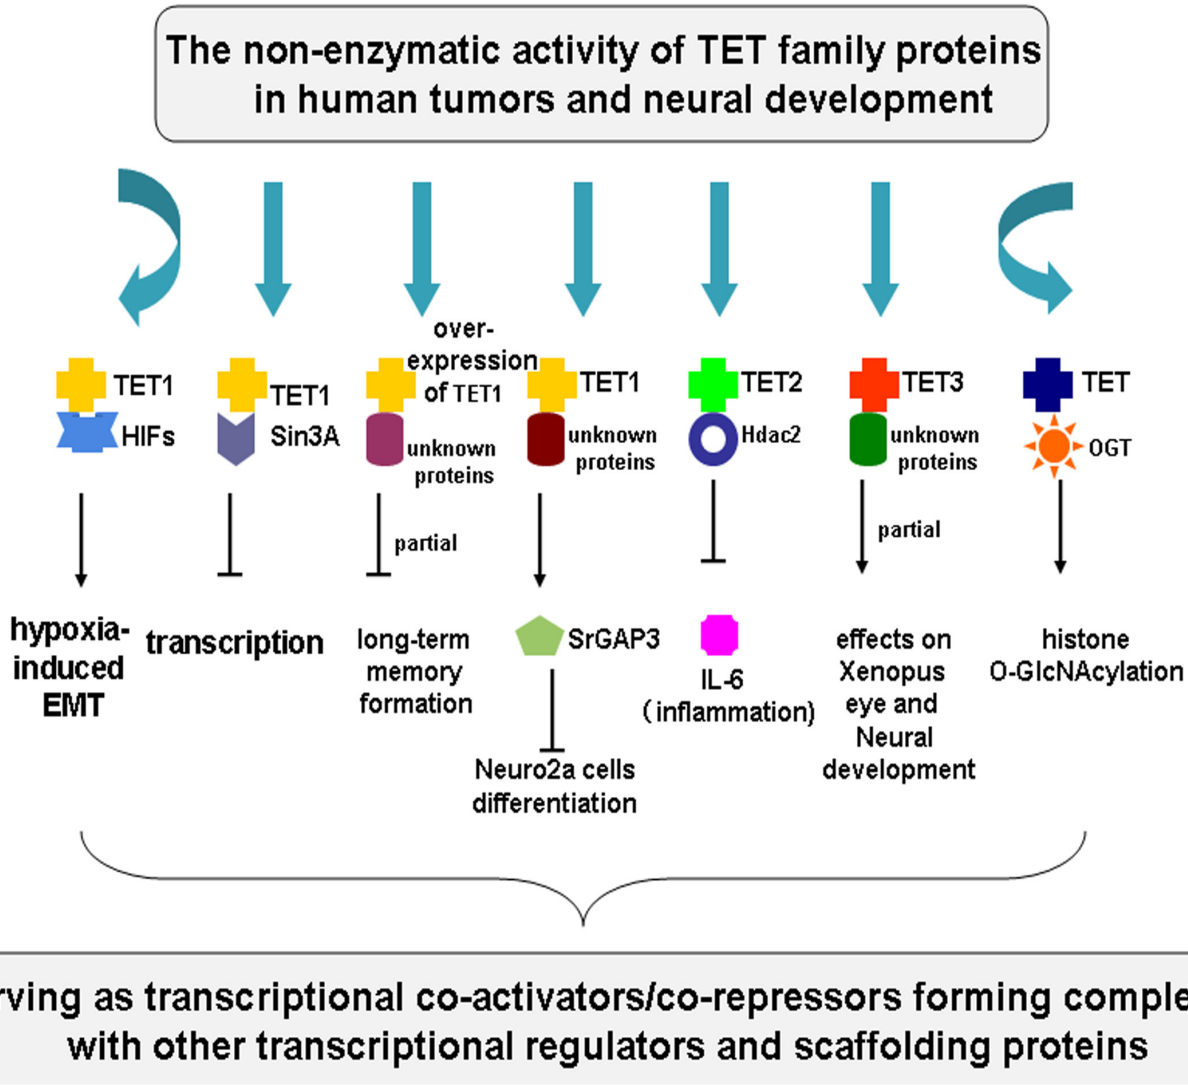 The non-enzymatic activity of TET family proteins
in human tumors and neural development
TET1
HIFs
hypoxia-
induced
EMT
TET1
Sin3A
transcription
over-
expression
of TET1
unknown
proteins
partial
long-term
memory
formation
TET1
unknown
proteins
SrGAP3
Neuro2a cells
differentiation
TET2
Hdac2
IL-6
(inflammation)
TET3
unknown
proteins
partial
effects on
Xenopus
eye and
Neural
development
TET
OGT
histone
O-GlcNAcylation
rving as transcriptional co-activators/co-repressors forming comple
with other transcriptional regulators and scaffolding proteins